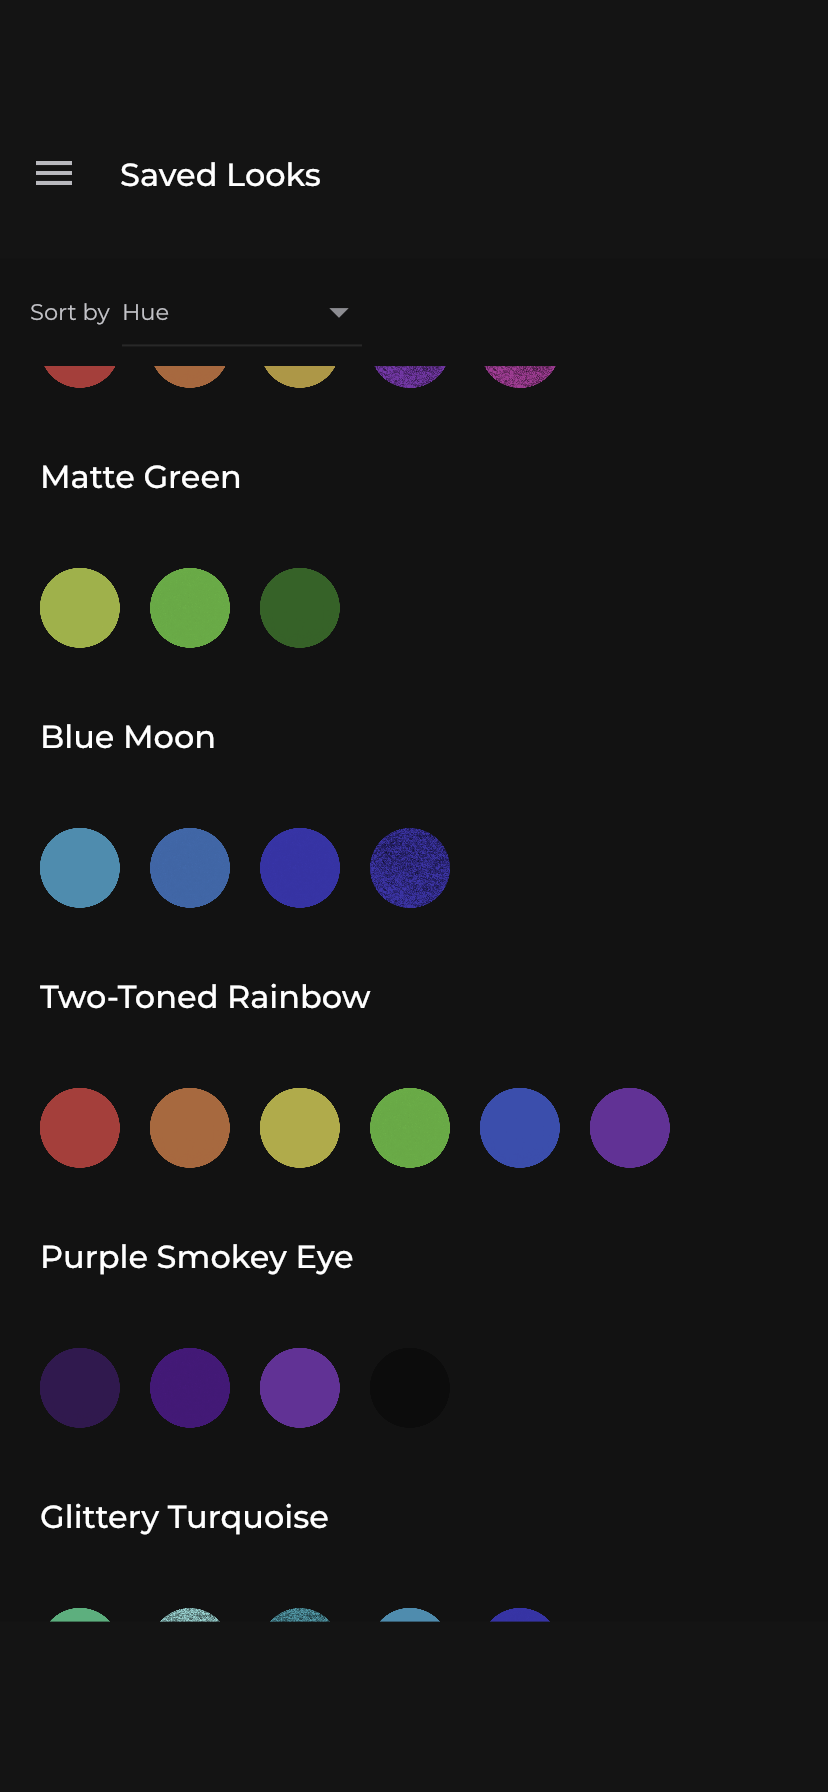 Saved Looks
Sort by Hue
Matte Green
Blue Moon
Two-Toned Rainbow
Purple Smokey Eye
Glittery Turquoise